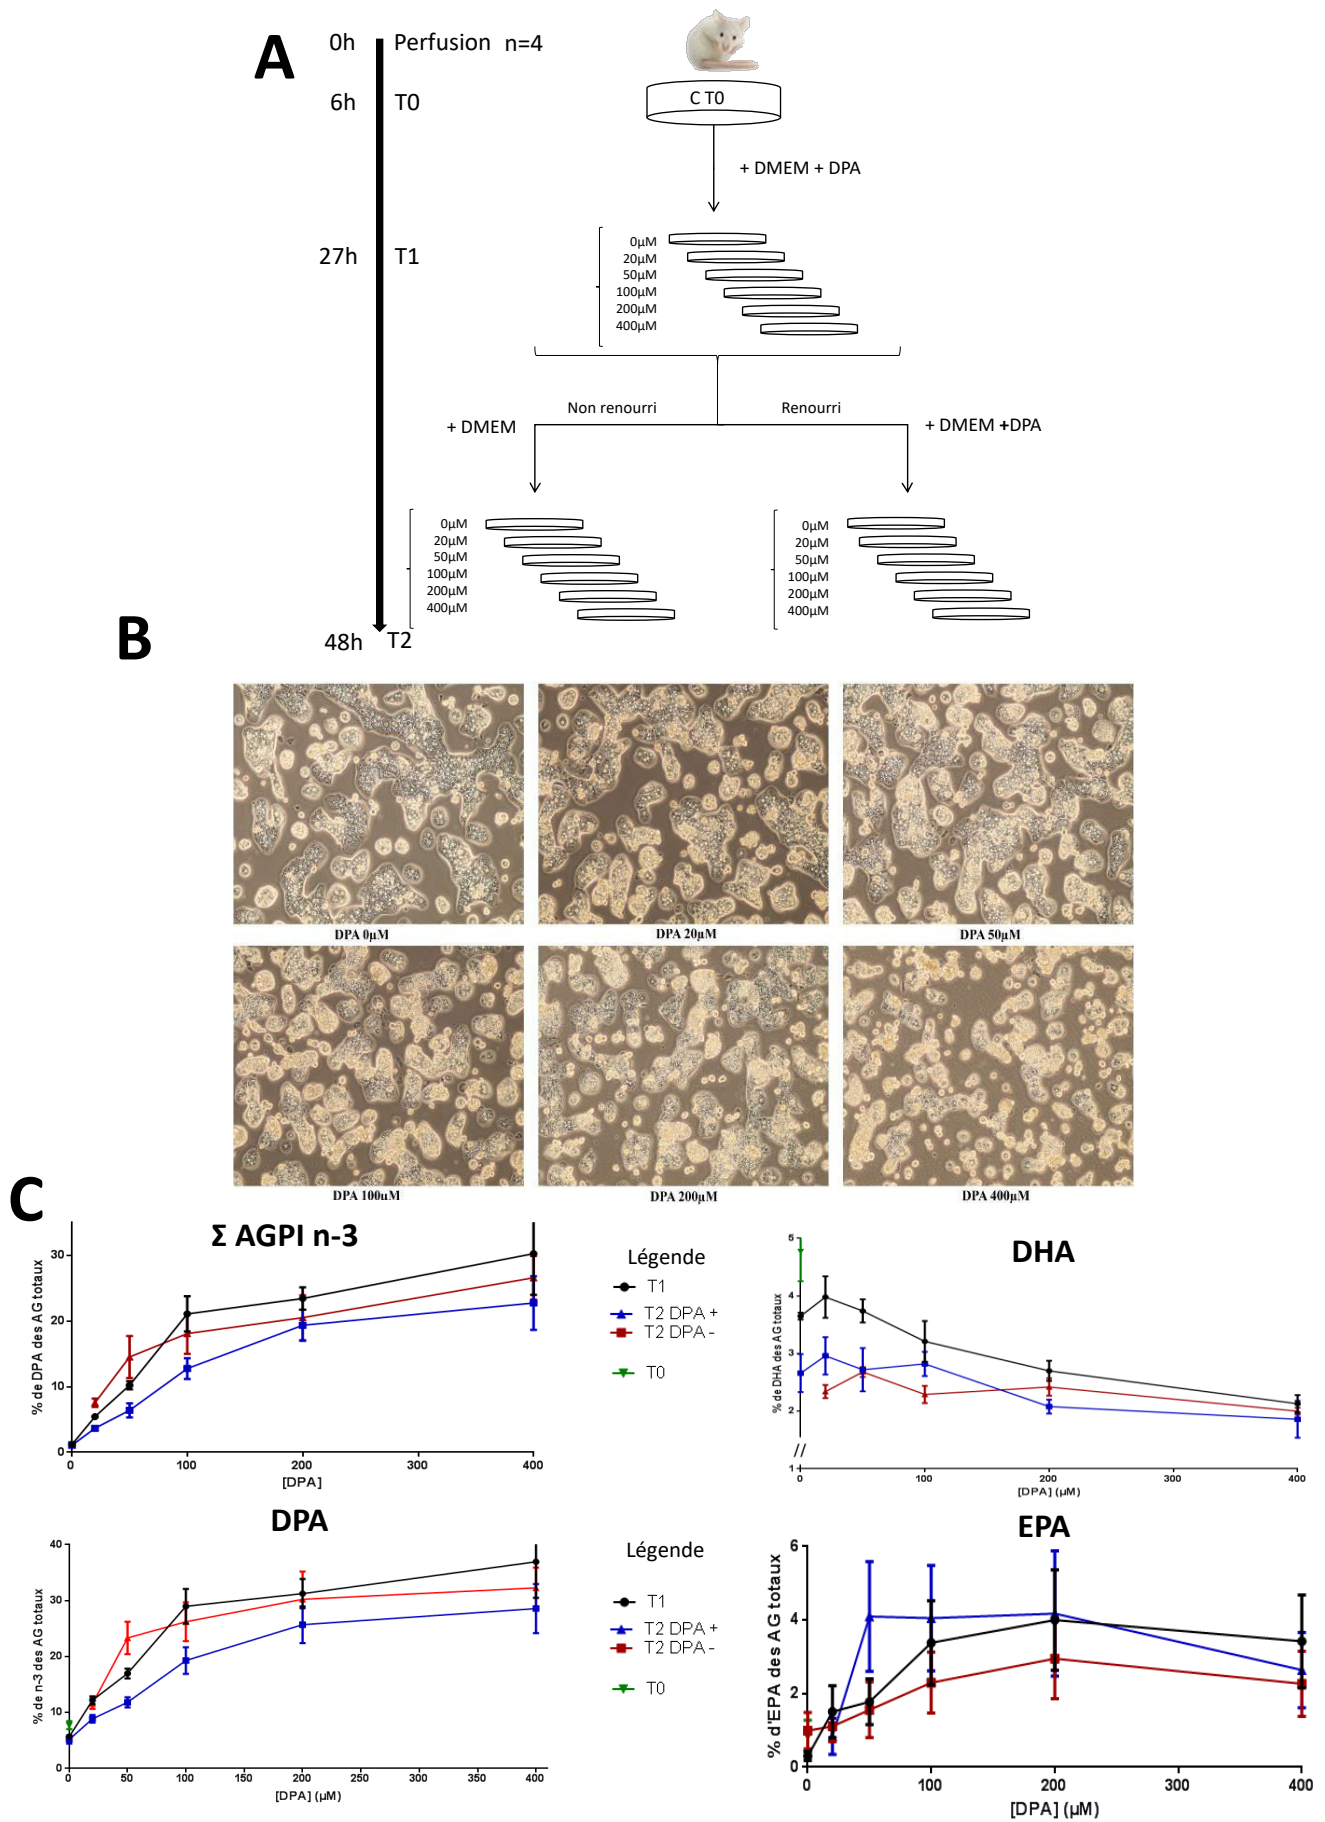 A
0h Perfusion n=4
6h T0
C T0
+ DMEM + DPA
27h T1
0µM
20µM
50µM
100µM
200µM
400µM
Non renourri
Renourri
+ DMEM
+ DMEM +DPA
0µM
20µM
50µM
100µM
200µM
400µM
0µM
20µM
50µM
100µM
200µM
400µM
48h T2
B
DPA 0µM
DPA 20µM
DPA 50µM
DPA 100µM
DPA 200µM
DPA 400µM
C
Σ AGPI n-3
% de DPA des AG totaux
30
20
10
0
0 100 200 300 400
[DPA]
Légende
T1
T2 DPA +
T2 DPA -
T0
DHA
% de DHA des AG totaux
5
4
3
2
1
0 100 200 300 400
[DPA] (µM)
DPA
% de n-3 des AG totaux
40
30
20
10
0
0 50 100 150 200 250 300 350 400
[DPA] (µM)
Légende
T1
T2 DPA +
T2 DPA -
T0
EPA
% d'EPA des AG totaux
6
4
2
0
0 100 200 300 400
[DPA] (µM)